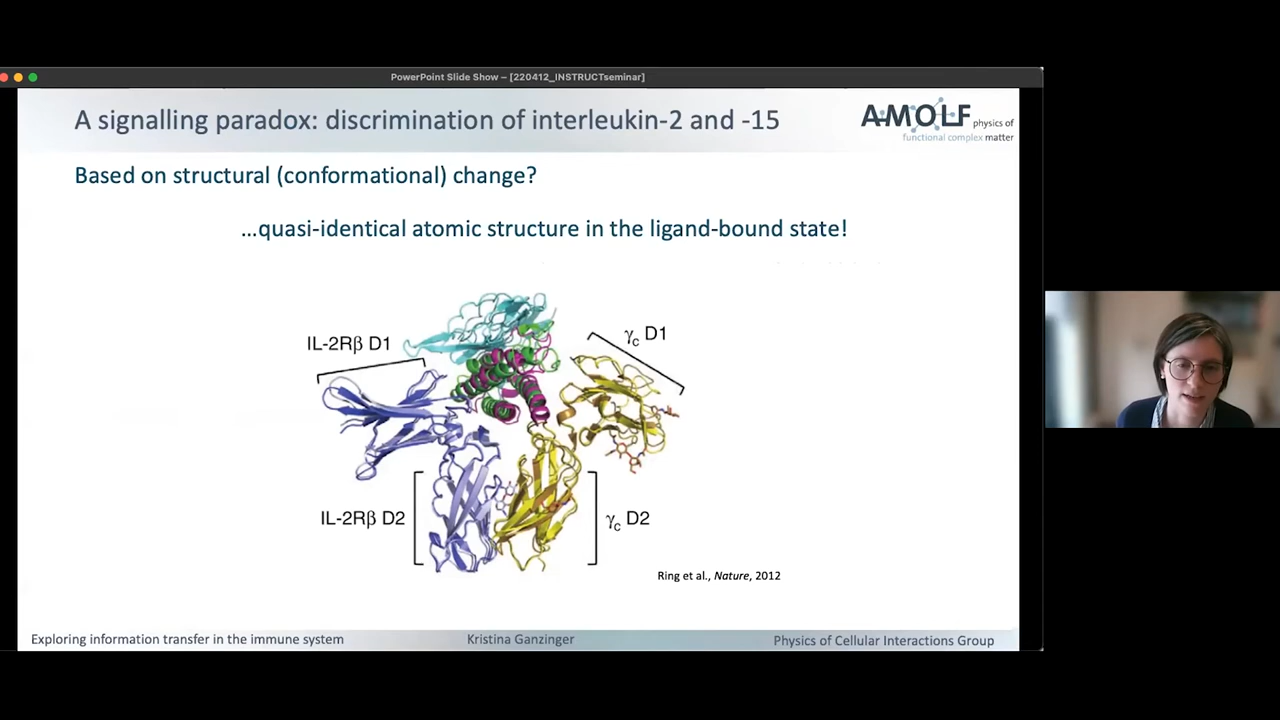 PowerPoint Slide Show – [220412_INSTRUCTseminar]
A signalling paradox: discrimination of interleukin-2 and -15
AMOLF physics of
functional complex matter
Based on structural (conformational) change?
...quasi-identical atomic structure in the ligand-bound state!
IL-2Rβ D1
γc D1
IL-2Rβ D2
γc D2
Ring et al., Nature, 2012
Exploring information transfer in the immune system
Kristina Ganzinger
Physics of Cellular Interactions Group